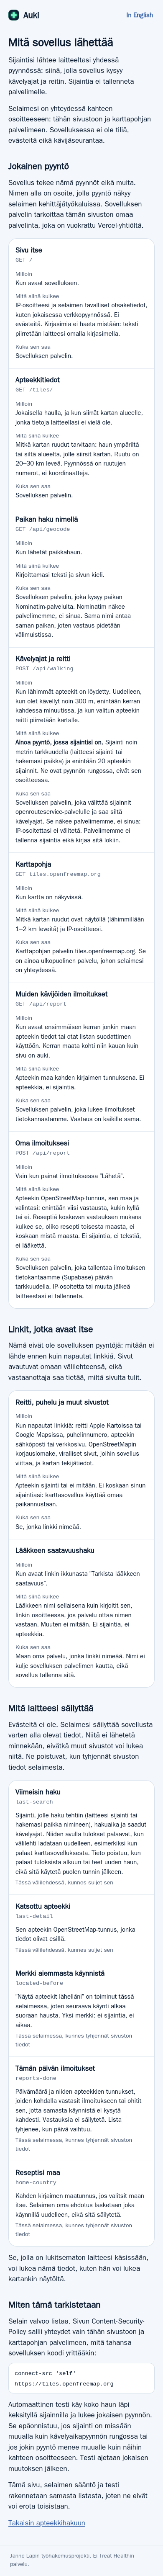 Auki
In English
Mitä sovellus lähettää
Sijaintisi lähtee laitteeltasi yhdessä
pyynnössä: siinä, jolla sovellus kysyy
kävelyajat ja reitin. Sijaintia ei tallenneta
palvelimelle.
Selaimesi on yhteydessä kahteen
osoitteeseen: tähän sivustoon ja karttapohjan
palvelimeen. Sovelluksessa ei ole tiliä,
evästeitä eikä kävijäseurantaa.
Jokainen pyyntö
Sovellus tekee nämä pyynnöt eikä muita.
Nimen alla on osoite, jolla pyyntö näkyy
selaimen kehittäjätyökaluissa. Sovelluksen
palvelin tarkoittaa tämän sivuston omaa
palvelinta, joka on vuokrattu Vercel-yhtiöltä.
Sivu itse
GET /
Milloin
Kun avaat sovelluksen.
Mitä siinä kulkee
IP-osoitteesi ja selaimen tavalliset otsaketiedot,
kuten jokaisessa verkkopyynnössä. Ei
evästeitä. Kirjasimia ei haeta mistään: teksti
piirretään laitteesi omalla kirjasimella.
Kuka sen saa
Sovelluksen palvelin.
Apteekkitiedot
GET /tiles/
Milloin
Jokaisella haulla, ja kun siirrät kartan alueelle,
jonka tietoja laitteellasi ei vielä ole.
Mitä siinä kulkee
Mitkä kartan ruudut tarvitaan: haun ympäriltä
tai siltä alueelta, jolle siirsit kartan. Ruutu on
20–30 km leveä. Pyynnössä on ruutujen
numerot, ei koordinaatteja.
Kuka sen saa
Sovelluksen palvelin.
Paikan haku nimellä
GET /api/geocode
Milloin
Kun lähetät paikkahaun.
Mitä siinä kulkee
Kirjoittamasi teksti ja sivun kieli.
Kuka sen saa
Sovelluksen palvelin, joka kysyy paikan
Nominatim-palvelulta. Nominatim näkee
palvelimemme, ei sinua. Sama nimi antaa
saman paikan, joten vastaus pidetään
välimuistissa.
Kävelyajat ja reitti
POST /api/walking
Milloin
Kun lähimmät apteekit on löydetty. Uudelleen,
kun olet kävellyt noin 300 m, enintään kerran
kahdessa minuutissa, ja kun valitun apteekin
reitti piirretään kartalle.
Mitä siinä kulkee
Ainoa pyyntö, jossa sijaintisi on. Sijainti noin
metrin tarkkuudella (laitteesi sijainti tai
hakemasi paikka) ja enintään 20 apteekin
sijainnit. Ne ovat pyynnön rungossa, eivät sen
osoitteessa.
Kuka sen saa
Sovelluksen palvelin, joka välittää sijainnit
openrouteservice-palvelulle ja saa siltä
kävelyajat. Se näkee palvelimemme, ei sinua:
IP-osoitettasi ei välitetä. Palvelimemme ei
tallenna sijaintia eikä kirjaa sitä lokiin.
Karttapohja
GET tiles.openfreemap.org
Milloin
Kun kartta on näkyvissä.
Mitä siinä kulkee
Mitkä kartan ruudut ovat näytöllä (lähimmillään
1–2 km leveitä) ja IP-osoitteesi.
Kuka sen saa
Karttapohjan palvelin tiles.openfreemap.org. Se
on ainoa ulkopuolinen palvelu, johon selaimesi
on yhteydessä.
Muiden kävijöiden ilmoitukset
GET /api/report
Milloin
Kun avaat ensimmäisen kerran jonkin maan
apteekin tiedot tai otat listan suodattimen
käyttöön. Kerran maata kohti niin kauan kuin
sivu on auki.
Mitä siinä kulkee
Apteekin maa kahden kirjaimen tunnuksena. Ei
apteekkia, ei sijaintia.
Kuka sen saa
Sovelluksen palvelin, joka lukee ilmoitukset
tietokannastamme. Vastaus on kaikille sama.
Oma ilmoituksesi
POST /api/report
Milloin
Vain kun painat ilmoituksessa "Lähetä".
Mitä siinä kulkee
Apteekin OpenStreetMap-tunnus, sen maa ja
valintasi: enintään viisi vastausta, kukin kyllä
tai ei. Reseptiä koskevan vastauksen mukana
kulkee se, oliko resepti toisesta maasta, ei
koskaan mistä maasta. Ei sijaintia, ei tekstiä,
ei lääkettä.
Kuka sen saa
Sovelluksen palvelin, joka tallentaa ilmoituksen
tietokantaamme (Supabase) päivän
tarkkuudella. IP-osoitetta tai muuta jälkeä
laitteestasi ei tallenneta.
Linkit, jotka avaat itse
Nämä eivät ole sovelluksen pyyntöjä: mitään ei
lähde ennen kuin napautat linkkiä. Sivut
avautuvat omaan välilehteensä, eikä
vastaanottaja saa tietää, miltä sivulta tulit.
Reitti, puhelu ja muut sivustot
Milloin
Kun napautat linkkiä: reitti Apple Kartoissa tai
Google Mapsissa, puhelinnumero, apteekin
sähköposti tai verkkosivu, OpenStreetMapin
korjauslomake, viralliset sivut, joihin sovellus
viittaa, ja kartan tekijätiedot.
Mitä siinä kulkee
Apteekin sijainti tai ei mitään. Ei koskaan sinun
sijaintiasi: karttasovellus käyttää omaa
paikannustaan.
Kuka sen saa
Se, jonka linkki nimeää.
Lääkkeen saatavuushaku
Milloin
Kun avaat linkin ikkunasta "Tarkista lääkkeen
saatavuus".
Mitä siinä kulkee
Lääkkeen nimi sellaisena kuin kirjoitit sen,
linkin osoitteessa, jos palvelu ottaa nimen
vastaan. Muuten ei mitään. Ei sijaintia, ei
apteekkia.
Kuka sen saa
Maan oma palvelu, jonka linkki nimeää. Nimi ei
kulje sovelluksen palvelimen kautta, eikä
sovellus tallenna sitä.
Mitä laitteesi säilyttää
Evästeitä ei ole. Selaimesi säilyttää sovellusta
varten alla olevat tiedot. Niitä ei lähetetä
minnekään, eivätkä muut sivustot voi lukea
niitä. Ne poistuvat, kun tyhjennät sivuston
tiedot selaimesta.
Viimeisin haku
last-search
Sijainti, jolle haku tehtiin (laitteesi sijainti tai
hakemasi paikka nimineen), hakuaika ja saadut
kävelyajat. Niiden avulla tulokset palaavat, kun
välilehti ladataan uudelleen, esimerkiksi kun
palaat karttasovelluksesta. Tieto poistuu, kun
palaat tuloksista alkuun tai teet uuden haun,
eikä sitä käytetä puolen tunnin jälkeen.
Tässä välilehdessä, kunnes suljet sen
Katsottu apteekki
last-detail
Sen apteekin OpenStreetMap-tunnus, jonka
tiedot olivat esillä.
Tässä välilehdessä, kunnes suljet sen
Merkki aiemmasta käynnistä
located-before
"Näytä apteekit lähelläni" on toiminut tässä
selaimessa, joten seuraava käynti alkaa
suoraan hausta. Yksi merkki: ei sijaintia, ei
aikaa.
Tässä selaimessa, kunnes tyhjennät sivuston
tiedot
Tämän päivän ilmoitukset
reports-done
Päivämäärä ja niiden apteekkien tunnukset,
joiden kohdalla vastasit ilmoitukseen tai ohitit
sen, jotta samasta käynnistä ei kysytä
kahdesti. Vastauksia ei säilytetä. Lista
tyhjenee, kun päivä vaihtuu.
Tässä selaimessa, kunnes tyhjennät sivuston
tiedot
Reseptisi maa
home-country
Kahden kirjaimen maatunnus, jos valitsit maan
itse. Selaimen oma ehdotus lasketaan joka
käynnillä uudelleen, eikä sitä säilytetä.
Tässä selaimessa, kunnes tyhjennät sivuston
tiedot
Se, jolla on lukitsematon laitteesi käsissään,
voi lukea nämä tiedot, kuten hän voi lukea
kartankin näytöltä.
Miten tämä tarkistetaan
Selain valvoo listaa. Sivun Content-Security-
Policy sallii yhteydet vain tähän sivustoon ja
karttapohjan palvelimeen, mitä tahansa
sovelluksen koodi yrittääkin:
connect-src 'self'
https://tiles.openfreemap.org
Automaattinen testi käy koko haun läpi
keksityllä sijainnilla ja lukee jokaisen pyynnön.
Se epäonnistuu, jos sijainti on missään
muualla kuin kävelyaikapyynnön rungossa tai
jos jokin pyyntö menee muualle kuin näihin
kahteen osoitteeseen. Testi ajetaan jokaisen
muutoksen jälkeen.
Tämä sivu, selaimen sääntö ja testi
rakennetaan samasta listasta, joten ne eivät
voi erota toisistaan.
Takaisin apteekkihakuun
Janne Lapin työhakemusprojekti. Ei Treat Healthin
palvelu.